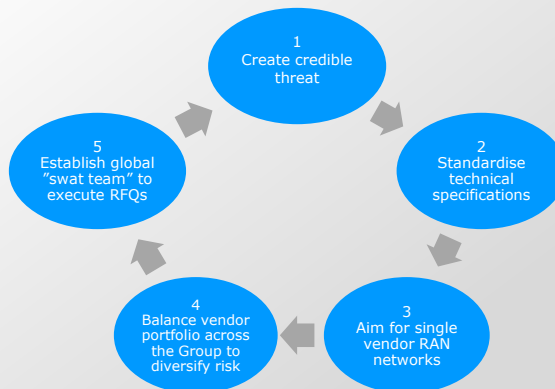 1
Create credible
threat
2
Standardise
technical
specifications
3
Aim for single
vendor RAN
networks
4
Balance vendor
portfolio across
the Group to
diversify risk
5
Establish global
"swat team" to
execute RFQs